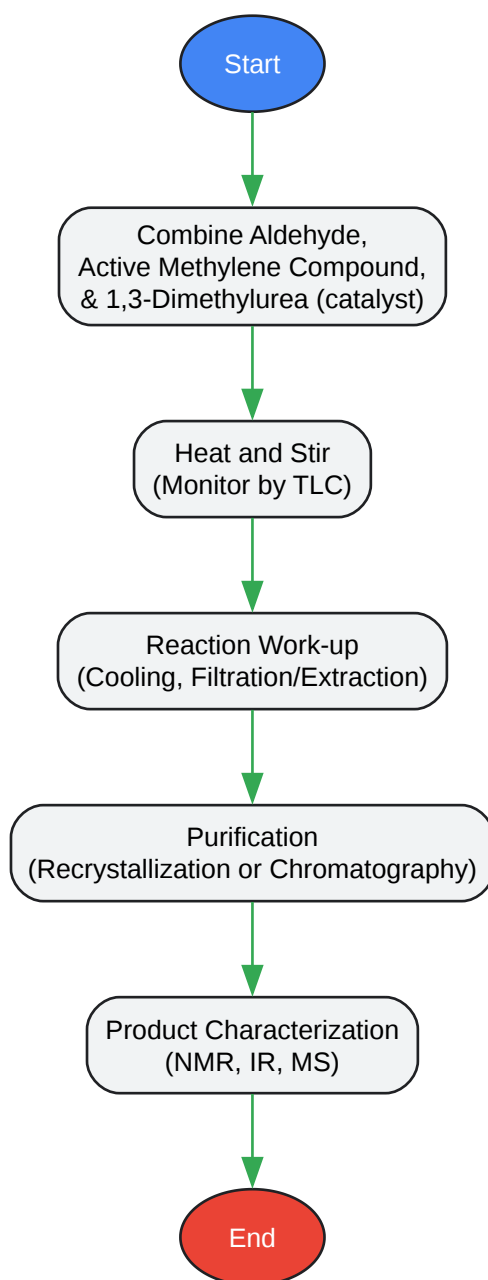 Start
Combine Aldehyde,
Active Methylene Compound,
& 1,3-Dimethylurea (catalyst)
Heat and Stir
(Monitor by TLC)
Reaction Work-up
(Cooling, Filtration/Extraction)
Purification
(Recrystallization or Chromatography)
Product Characterization
(NMR, IR, MS)
End